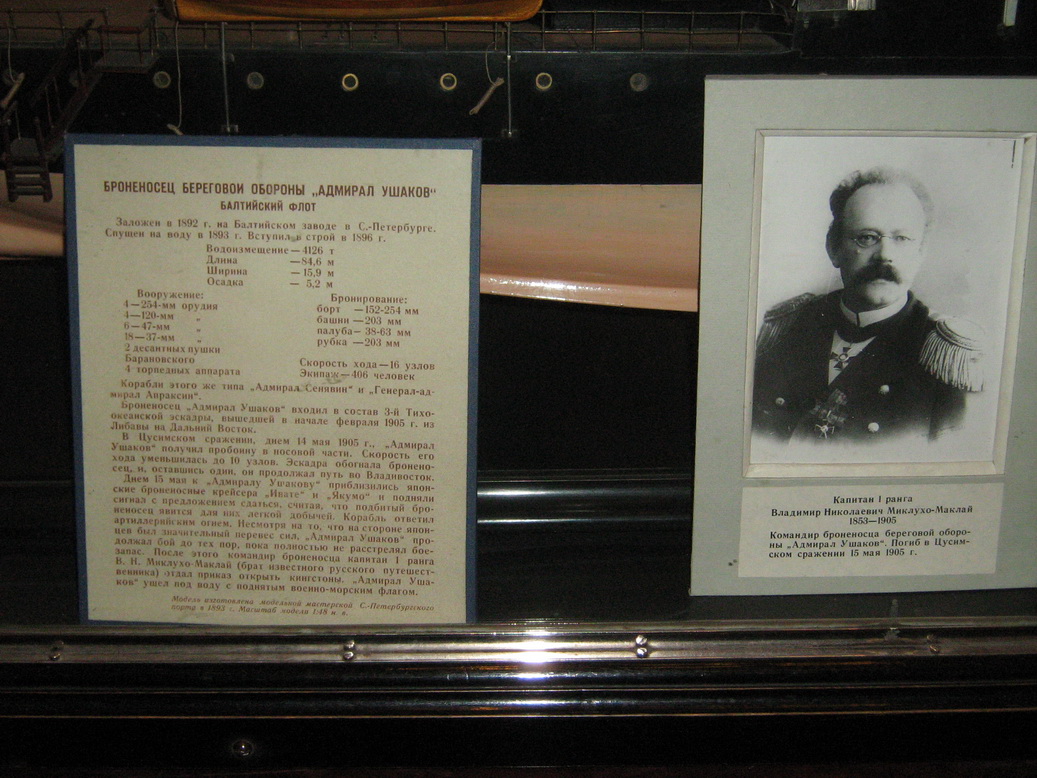 БРОНЕНОСЕЦ БЕРЕГОВОЙ ОБОРОНЫ „АДМИРАЛ УШАКОВ“
БАЛТИЙСКИЙ ФЛОТ
Заложен в 1892 г. на Балтийском заводе в С.-Петербурге.
Спущен на воду в 1893 г. Вступил в строй в 1896 г.
Водоизмещение — 4126 т
Длина — 84,6 м
Ширина — 15,9 м
Осадка — 5,2 м
Вооружение:
4—254-мм орудия
4—120-мм „
6—47-мм „
18—37-мм „
2 десантных пушки
Барановского
4 торпедных аппарата
Бронирование:
борт —152-254 мм
башни —203 мм
палуба— 38-63 мм
рубка —203 мм
Скорость хода—16 узлов
Экипаж—406 человек
Корабли этого же типа „Адмирал Сенявин“ и „Генерал-ад-
мирал Апраксин“.
Броненосец „Адмирал Ушаков“ входил в состав 3-й Тихо-
океанской эскадры, вышедшей в начале февраля 1905 г. из
Либавы на Дальний Восток.
В Цусимском сражении, днем 14 мая 1905 г., „Адмирал
Ушаков“ получил пробоину в носовой части. Скорость его
хода уменьшилась до 10 узлов. Эскадра обогнала броненo-
сец, и, оставшись один, он продолжал путь во Владивосток.
Днем 15 мая к „Адмиралу Ушакову“ приблизились япон-
ские броненосные крейсера „Ивате“ и „Якумо“ и подняли
сигнал с предложением сдаться, считая, что подбитый бро-
неносец явится для них легкой добычей. Корабль ответил
артиллерийским огнем. Несмотря на то, что на стороне япон-
цев был значительный перевес сил, „Адмирал Ушаков“ про-
должал бой до тех пор, пока полностью не расстрелял бое-
запас. После этого командир броненосца капитан 1 ранга
В. Н. Миклухо-Маклай (брат известного русского путешест-
венника) отдал приказ открыть кингстоны. „Адмирал Уша-
ков“ ушел под воду с поднятым военно-морским флагом.
Модель изготовлена модельной мастерской С.-Петербургского
порта в 1893 г. Масштаб модели 1:48 н. в.
Капитан 1 ранга
Владимир Николаевич Миклухо-Маклай
1853—1905
Командир броненосца береговой оборо-
ны „Адмирал Ушаков“. Погиб в Цусим-
ском сражении 15 мая 1905 г.